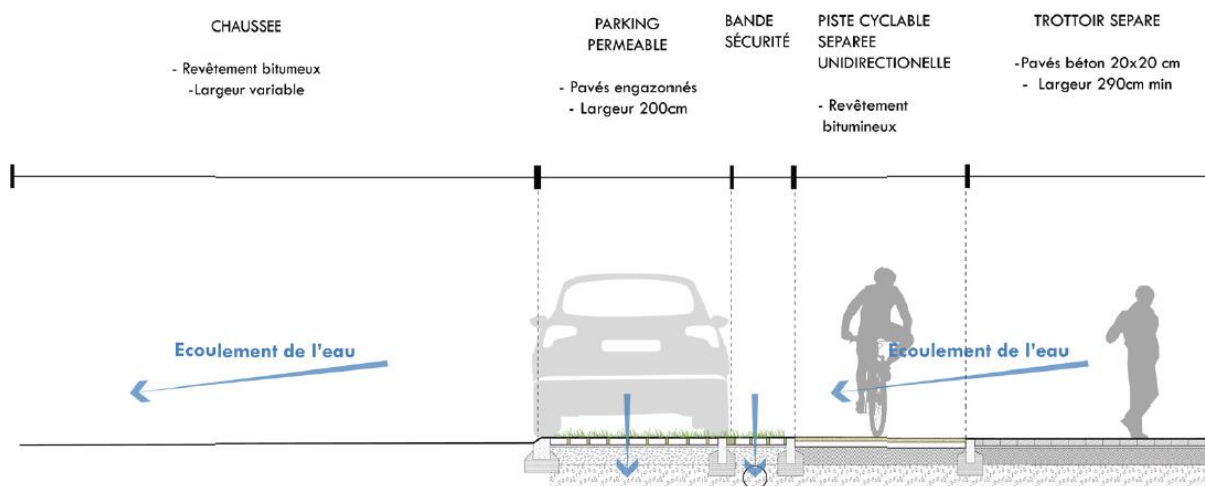 CHAUSSEE
- Revêtement bitumeux
-Largeur variable
PARKING
PERMEABLE
- Pavés engazonnés
- Largeur 200cm
BANDE
SÉCURITÉ
PISTE CYCLABLE
SEPAREE
UNIDIRECTIONELLE
- Revêtement
bitumineux
TROTTOIR SEPARE
-Pavés béton 20x20 cm
- Largeur 290cm min
Ecoulement de l'eau
Ecoulement de l'eau